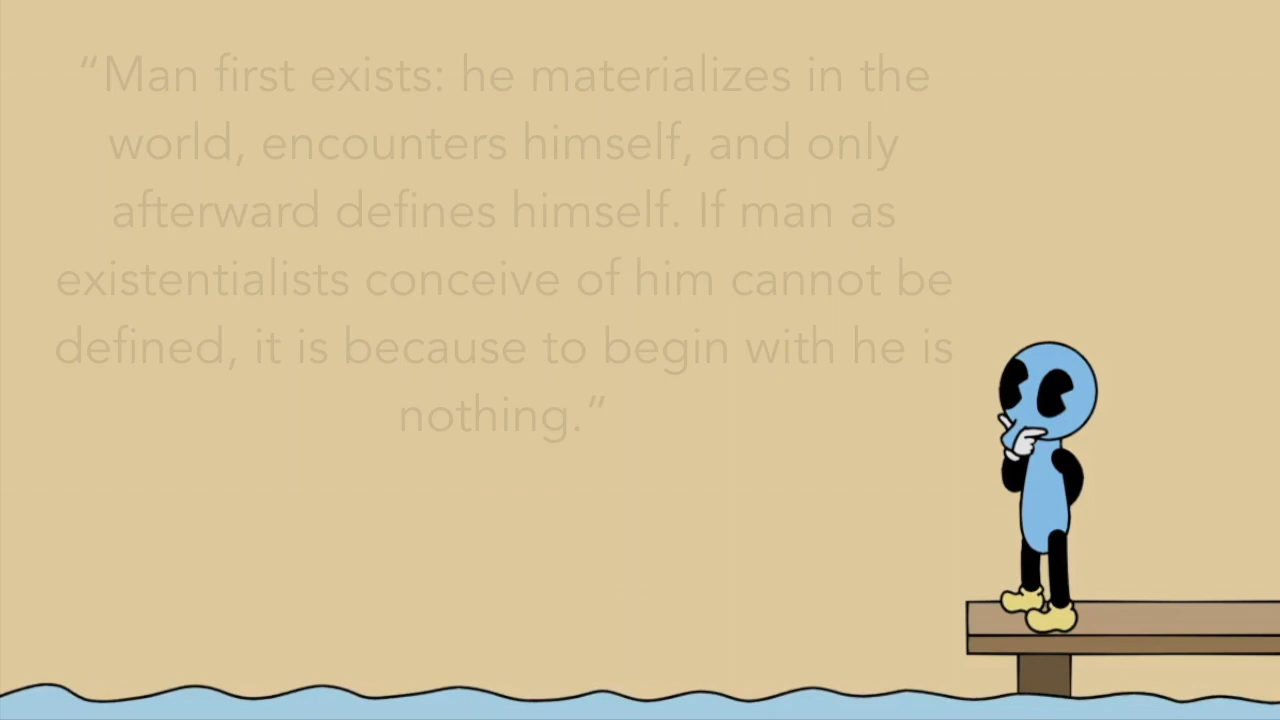 “Man first exists: he materializes in the
world, encounters himself, and only
afterward defines himself. If man as
existentialists conceive of him cannot be
defined, it is because to begin with he is
nothing.”